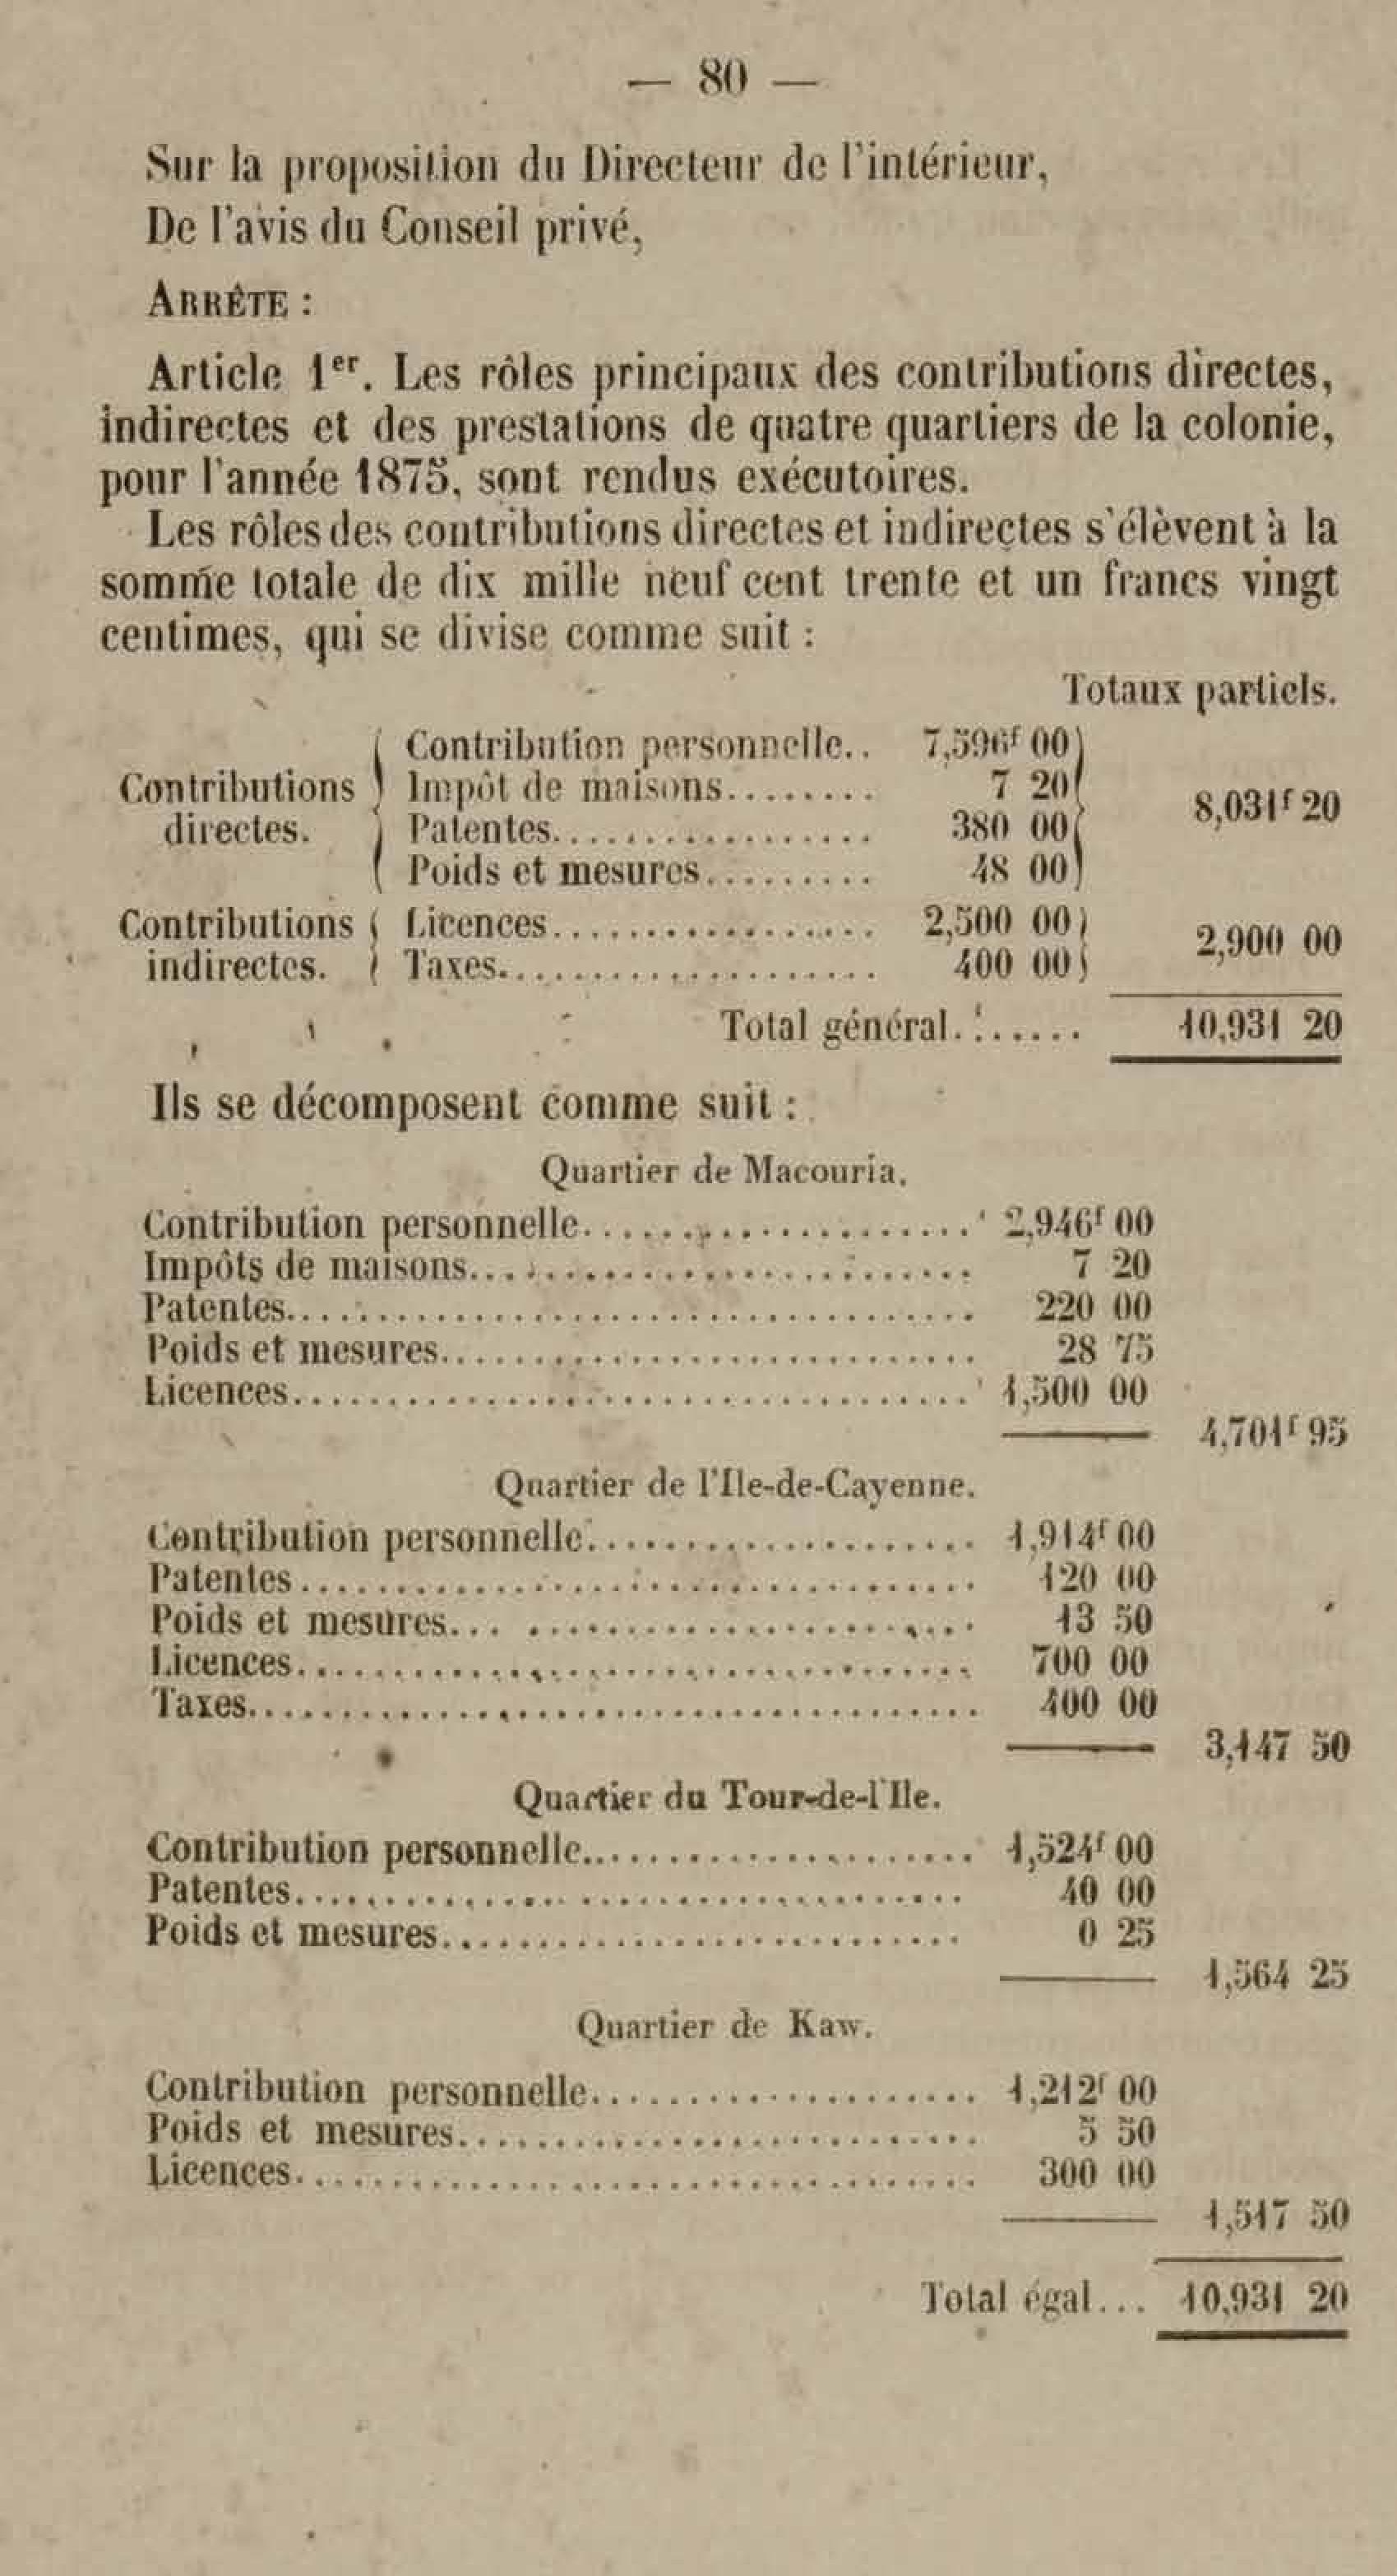 — 80 —
Sur la proposition du Directeur de l'intérieur,
De l'avis du Conseil privé,
ARRÊTE :
Article 1er. Les rôles principaux des contributions directes,
indirectes et des prestations de quatre quartiers de la colonie,
pour l'année 1875, sont rendus exécutoires.
Les rôles des contributions directes et indirectes s'élèvent à la
somme totale de dix mille neuf cent trente et un francs vingt
centimes, qui se divise comme suit :
Totaux partiels.
Contributions directes.
Contribution personnelle.. 7,596f 00
Impôt de maisons......... 7 20
Patentes................. 380 00
Poids et mesures.......... 48 00
8,031f 20
Contributions indirectes.
Licences.................. 2,500 00
Taxes..................... 400 00
2,900 00
Total général........ 10,931 20
Ils se décomposent comme suit :
Quartier de Macouria.
Contribution personnelle.................... 2,946f 00
Impôts de maisons.......................... 7 20
Patentes................................... 220 00
Poids et mesures............................ 28 75
Licences................................... 1,500 00
4,701f 95
Quartier de l'Ile-de-Cayenne.
Contribution personnelle.................... 1,914f 00
Patentes................................... 120 00
Poids et mesures... ....................... 13 50
Licences................................... 700 00
Taxes...................................... 400 00
3,147 50
Quartier du Tour-de-l'Ile.
Contribution personnelle.................... 1,524f 00
Patentes................................... 40 00
Poids et mesures........................... 0 25
1,564 25
Quartier de Kaw.
Contribution personnelle.................... 1,212f 00
Poids et mesures........................... 5 50
Licences................................... 300 00
1,517 50
Total égal... 10,931 20